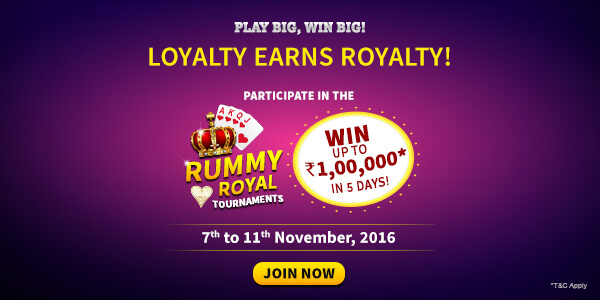 PLAY BIG, WIN BIG!
LOYALTY EARNS ROYALTY!
PARTICIPATE IN THE
A K Q J
RUMMY
ROYAL
TOURNAMENTS
WIN
UP TO
₹1,00,000*
IN 5 DAYS!
7th to 11th November, 2016
JOIN NOW
*T&C Apply